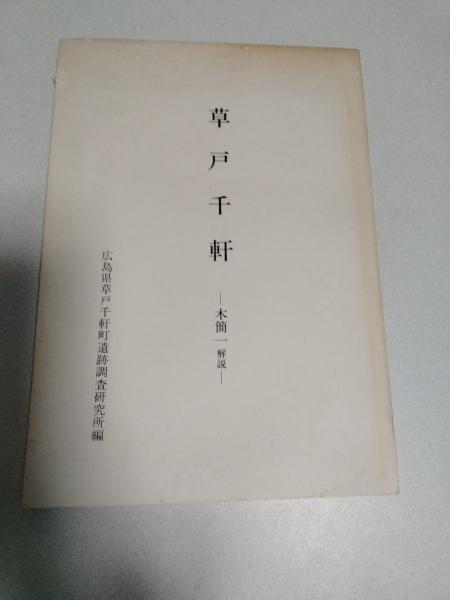 草戸千軒
―木簡一 解説―
広島県草戸千軒町遺跡調査研究所編